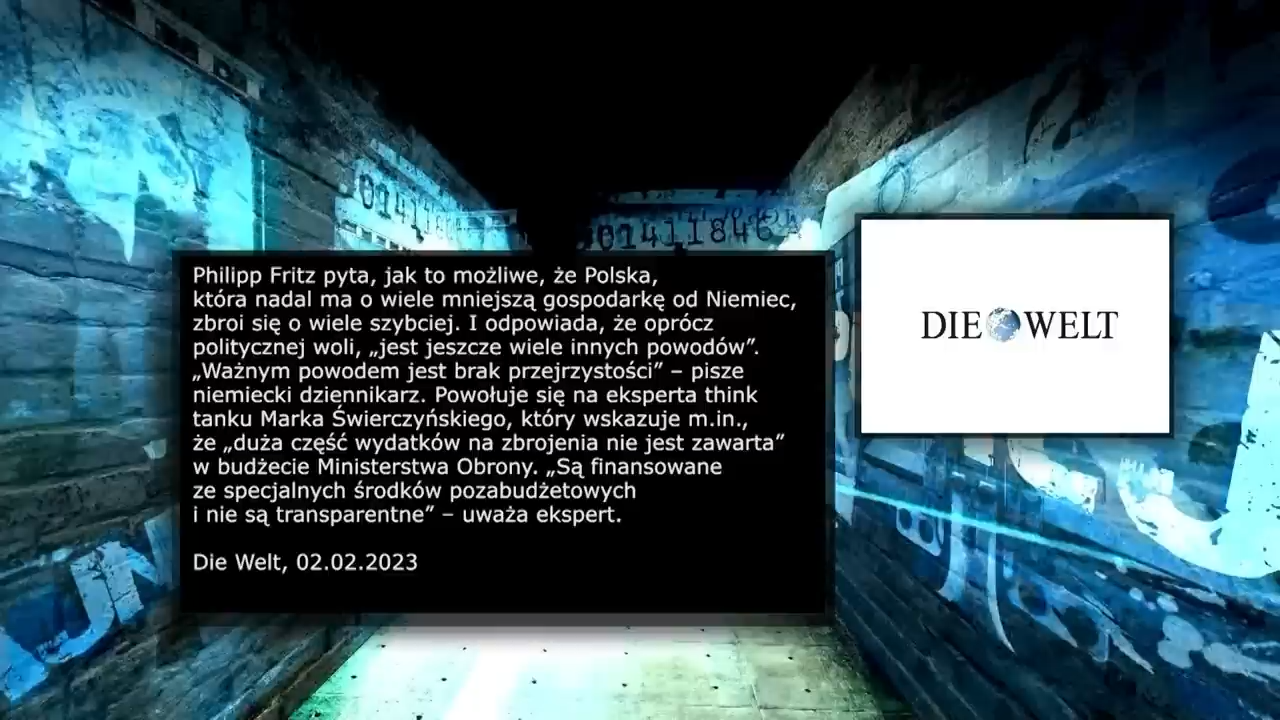 01411846
01411846
Philipp Fritz pyta, jak to możliwe, że Polska,
która nadal ma o wiele mniejszą gospodarkę od Niemiec,
zbroi się o wiele szybciej. I odpowiada, że oprócz
politycznej woli, „jest jeszcze wiele innych powodów”.
„Ważnym powodem jest brak przejrzystości” – pisze
niemiecki dziennikarz. Powołuje się na eksperta think
tanku Marka Świerczyńskiego, który wskazuje m.in.,
że „duża część wydatków na zbrojenia nie jest zawarta”
w budżecie Ministerstwa Obrony. „Są finansowane
ze specjalnych środków pozabudżetowych
i nie są transparentne” – uważa ekspert.
Die Welt, 02.02.2023
DIE WELT